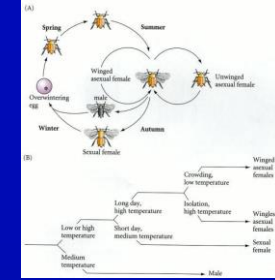 (A)
Spring
Summer
Winged
asexual female
Unwinged
asexual female
male
Overwintering
egg
Winter
Autumn
Sexual female
(B)
Winged
asexual
females
Crowding,
low temperature
Long day,
high temperature
Isolation,
high temperature
Wingles
asexual
females
Low or high
temperature
Short day,
medium temperature
Sexual
female
Medium
temperature
Male